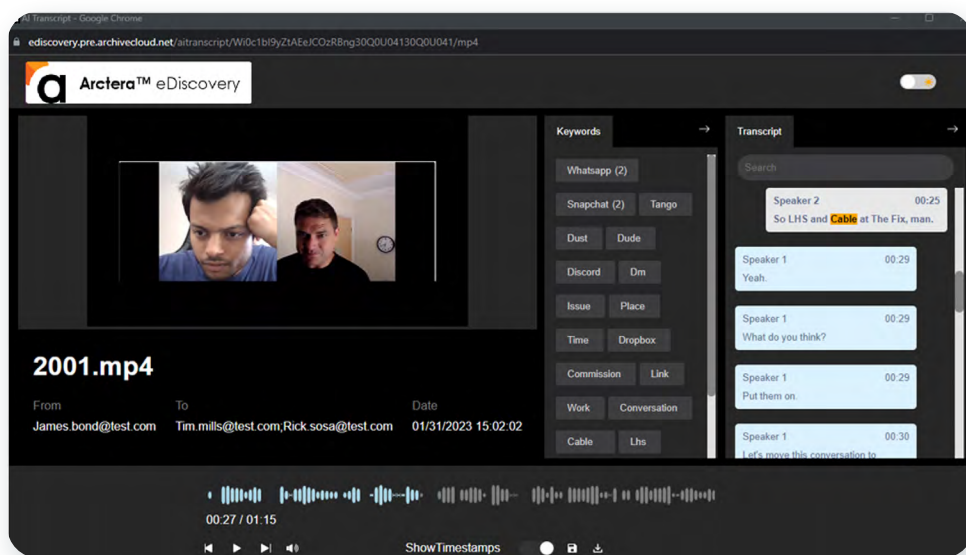 AI Transcript - Google Chrome
ediscovery.pre.archivecloud.net/aitranscript/Wi0c1bI9yZtAEeJCOzRBng30Q0U04130Q0U041/mp4
a Arctera™ eDiscovery
Keywords
Whatsapp (2)
Snapchat (2) Tango
Dust Dude
Discord Dm
Issue Place
Time Dropbox
Commission Link
Work Conversation
Cable Lhs
Transcript
Search
Speaker 2 00:25
So LHS and Cable at The Fix, man.
Speaker 1 00:29
Yeah.
Speaker 1 00:29
What do you think?
Speaker 1 00:29
Put them on.
Speaker 1 00:30
Let's move this conversation to
2001.mp4
From To Date
James.bond@test.com Tim.mills@test.com;Rick.sosa@test.com 01/31/2023 15:02:02
00:27 / 01:15
ShowTimestamps